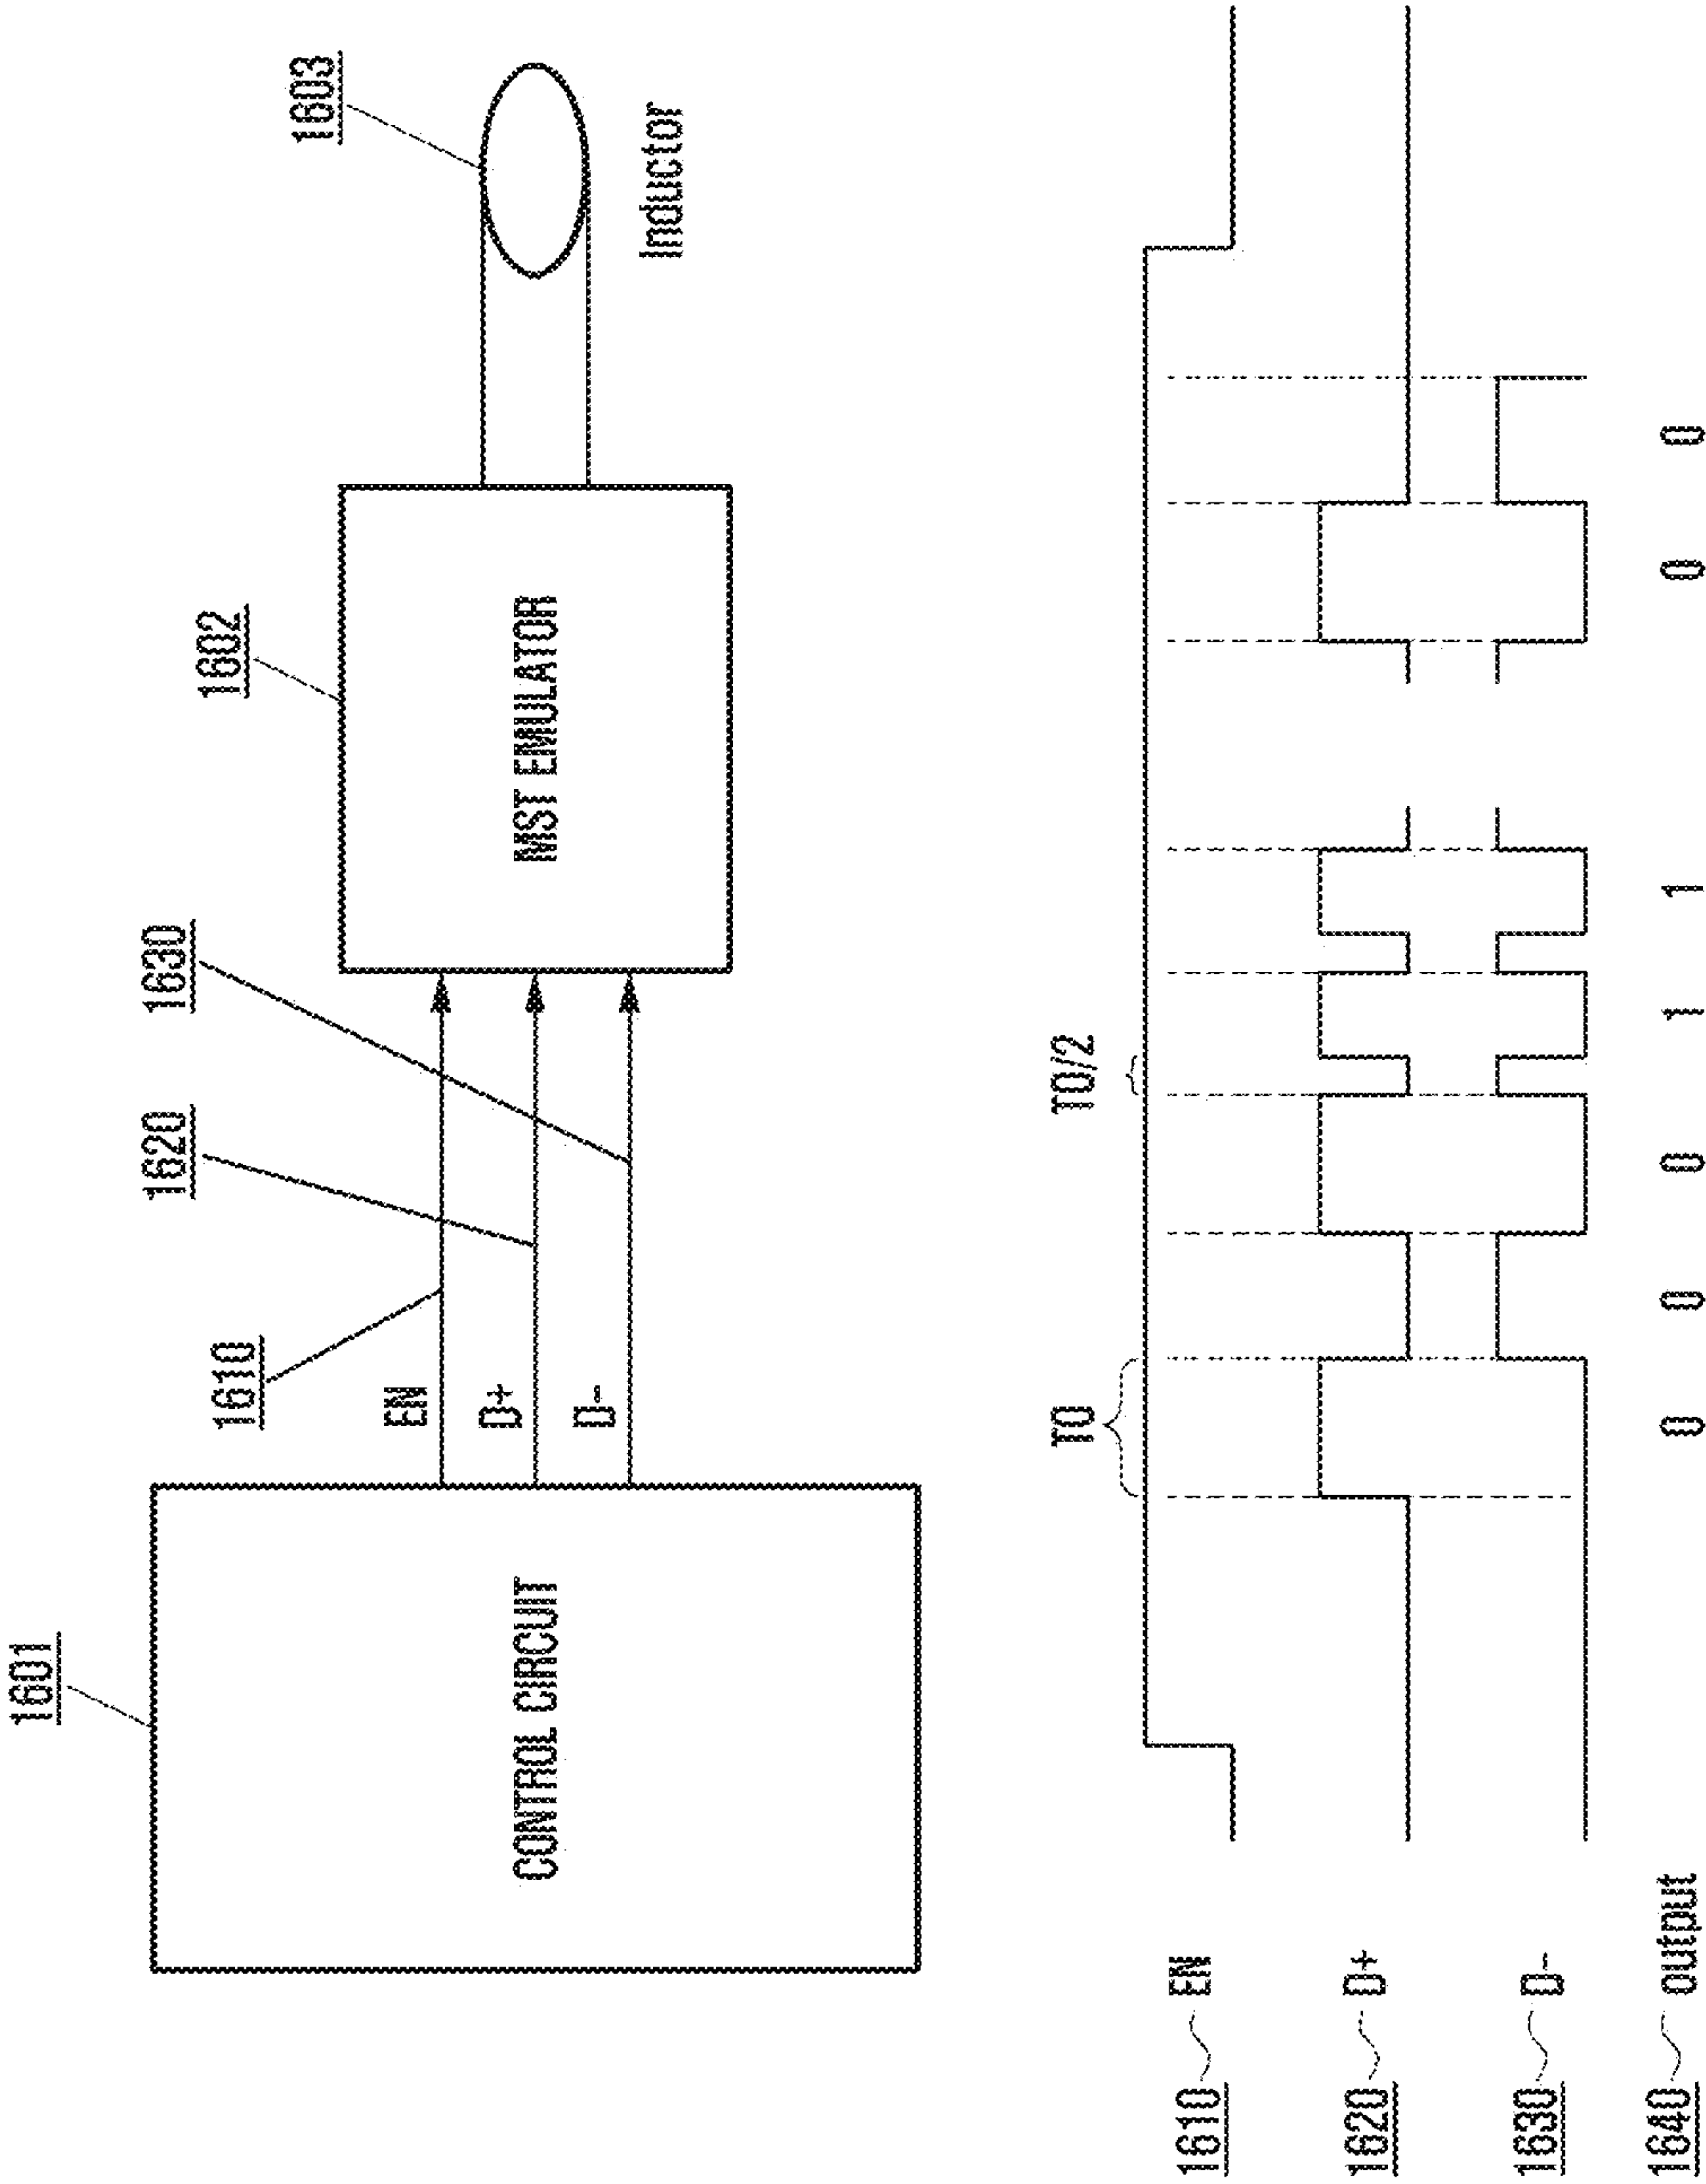 1601
CONTROL CIRCUIT
1610
EN
1620
D+
1630
D-
1602
MST EMULATOR
1603
Inductor
T0
T0/2
1610 EN
1620 D+
1630 D-
1640 output 0 0 0 1 1 0 0